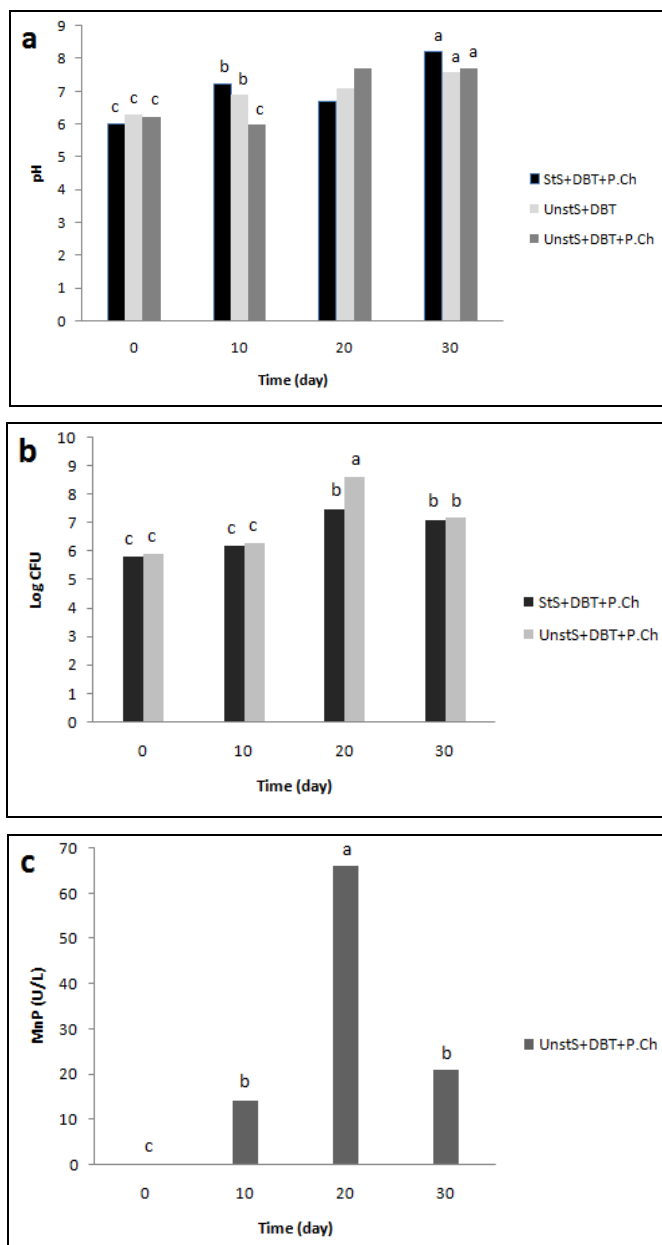 a
9
8
7
6
5
4
3
2
1
0
pH
c c c
b b c
a a a
0 10 20 30
Time (day)
StS+DBT+P.Ch
UnstS+DBT
UnstS+DBT+P.Ch
b
10
9
8
7
6
5
4
3
2
1
0
Log CFU
c c
c c
b a
b b
0 10 20 30
Time (day)
StS+DBT+P.Ch
UnstS+DBT+P.Ch
c
70
60
50
40
30
20
10
0
MnP (U/L)
c
b
a
b
0 10 20 30
Time (day)
UnstS+DBT+P.Ch